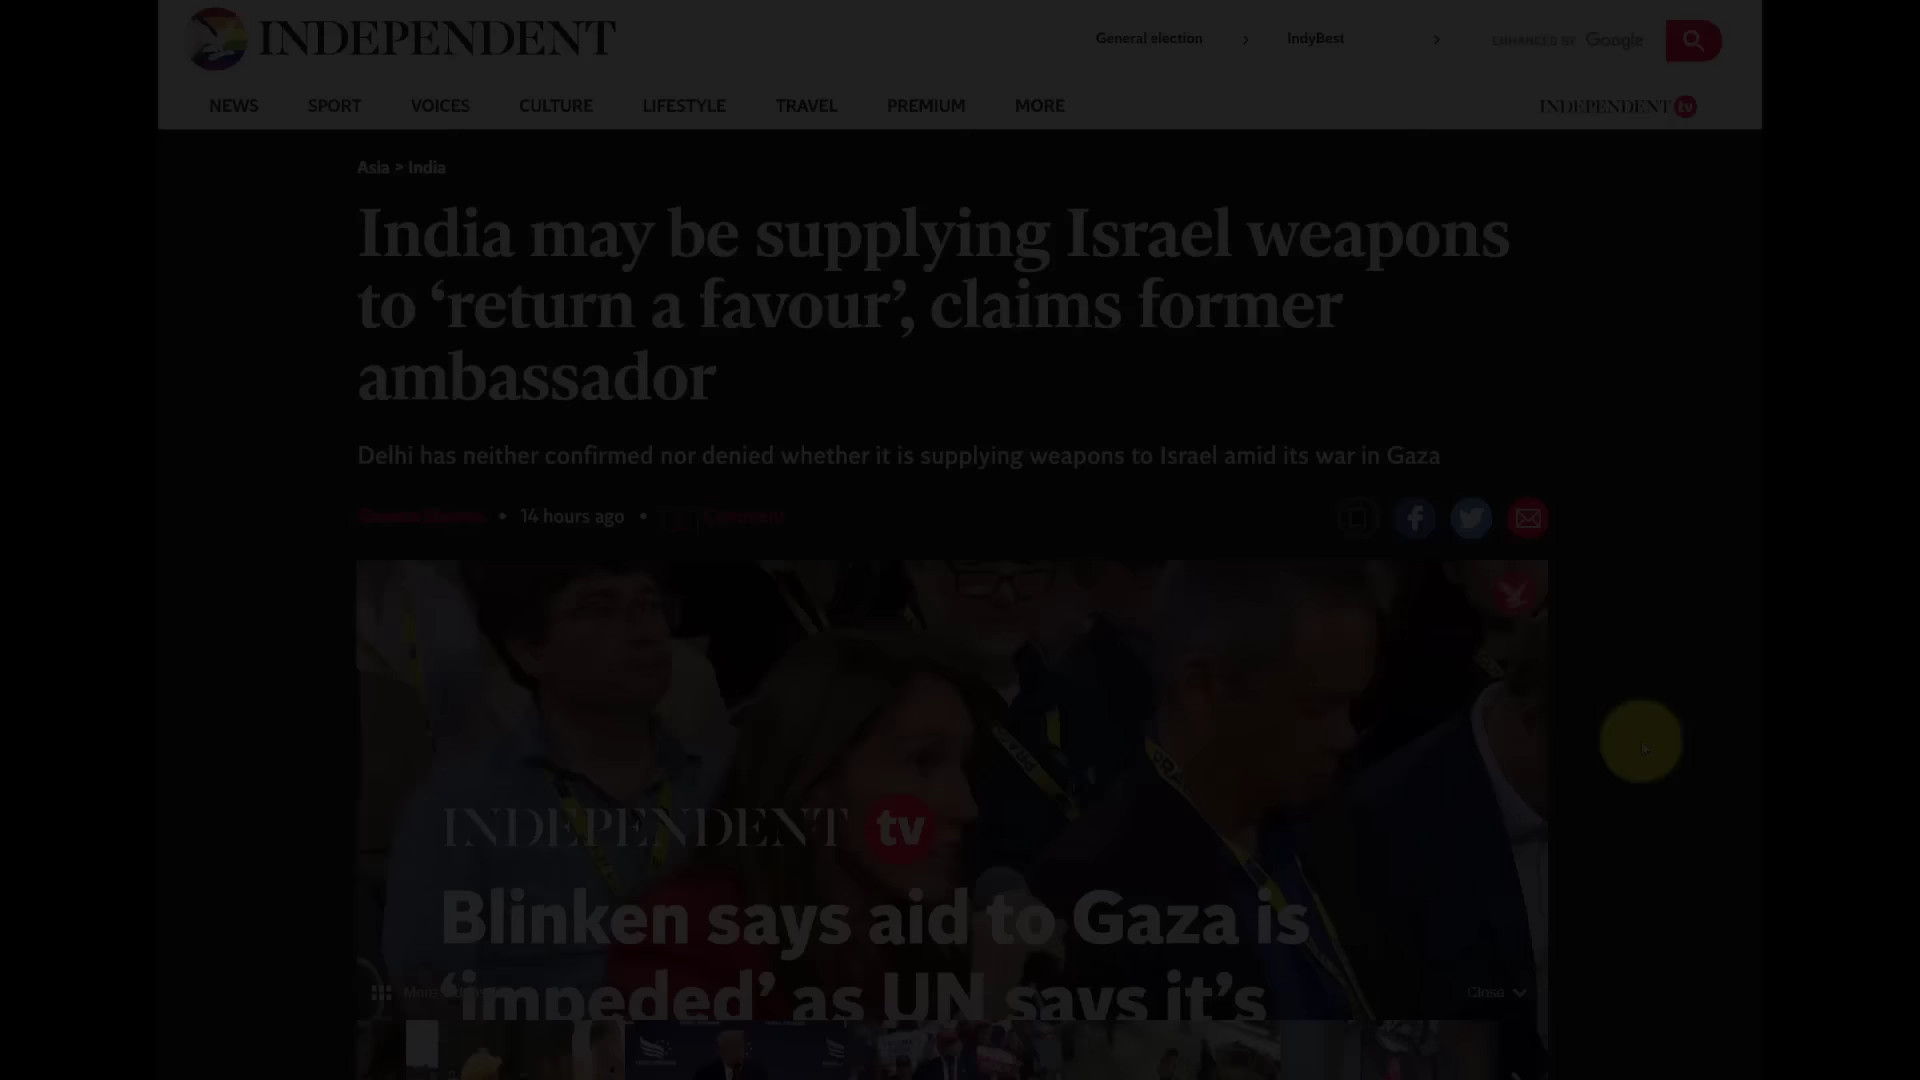 INDEPENDENT
General election
IndyBest
ENHANCED BY Google
NEWS SPORT VOICES CULTURE LIFESTYLE TRAVEL PREMIUM MORE
INDEPENDENT tv
Asia > India
India may be supplying Israel weapons
to ‘return a favour’, claims former
ambassador
Delhi has neither confirmed nor denied whether it is supplying weapons to Israel amid its war in Gaza
• 14 hours ago • Comment
INDEPENDENT tv
Blinken says aid to Gaza is
‘impeded’ as UN says it’s
More
Close